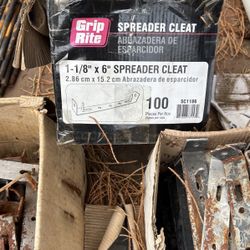 Grip Rite
SPREADER CLEAT
ABRAZADERA DE
ESPARCIDOR
1-1/8" x 6" SPREADER CLEAT
2.86 cm x 15.2 cm Abrazadera de esparcidor
100
Pieces Per Box
SC1186